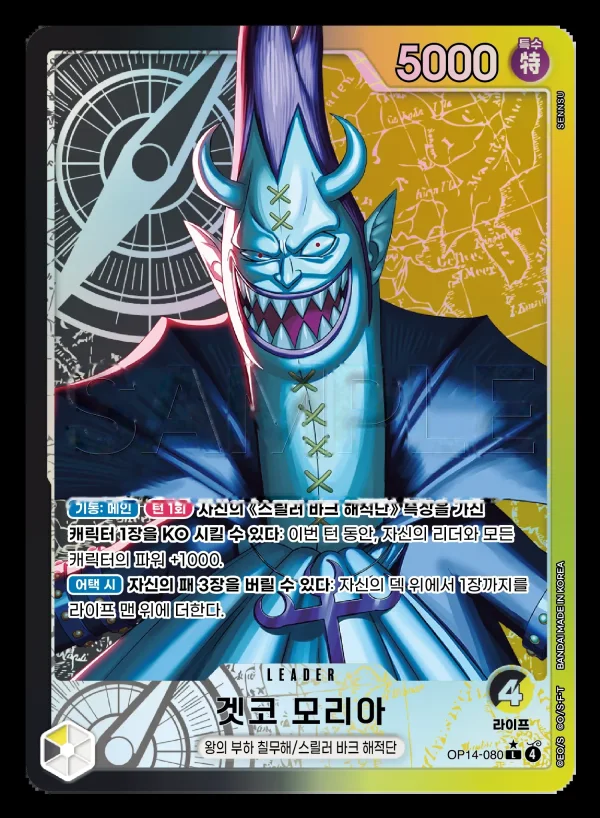 5000
특수
特
SENNSU
SAMPLE
기동: 메인 턴 1회 자신의 《스릴러 바크 해적단》 특징을 가진
캐릭터 1장을 KO 시킬 수 있다: 이번 턴 동안, 자신의 리더와 모든
캐릭터의 파워 +1000.
어택 시 자신의 패 3장을 버릴 수 있다: 자신의 덱 위에서 1장까지를
라이프 맨 위에 더한다.
LEADER
겟코 모리아
왕의 부하 칠무해/스릴러 바크 해적단
4
라이프
OP14-080 L 4
©EO/S ©O/S·F·T BANDAI MADE IN KOREA